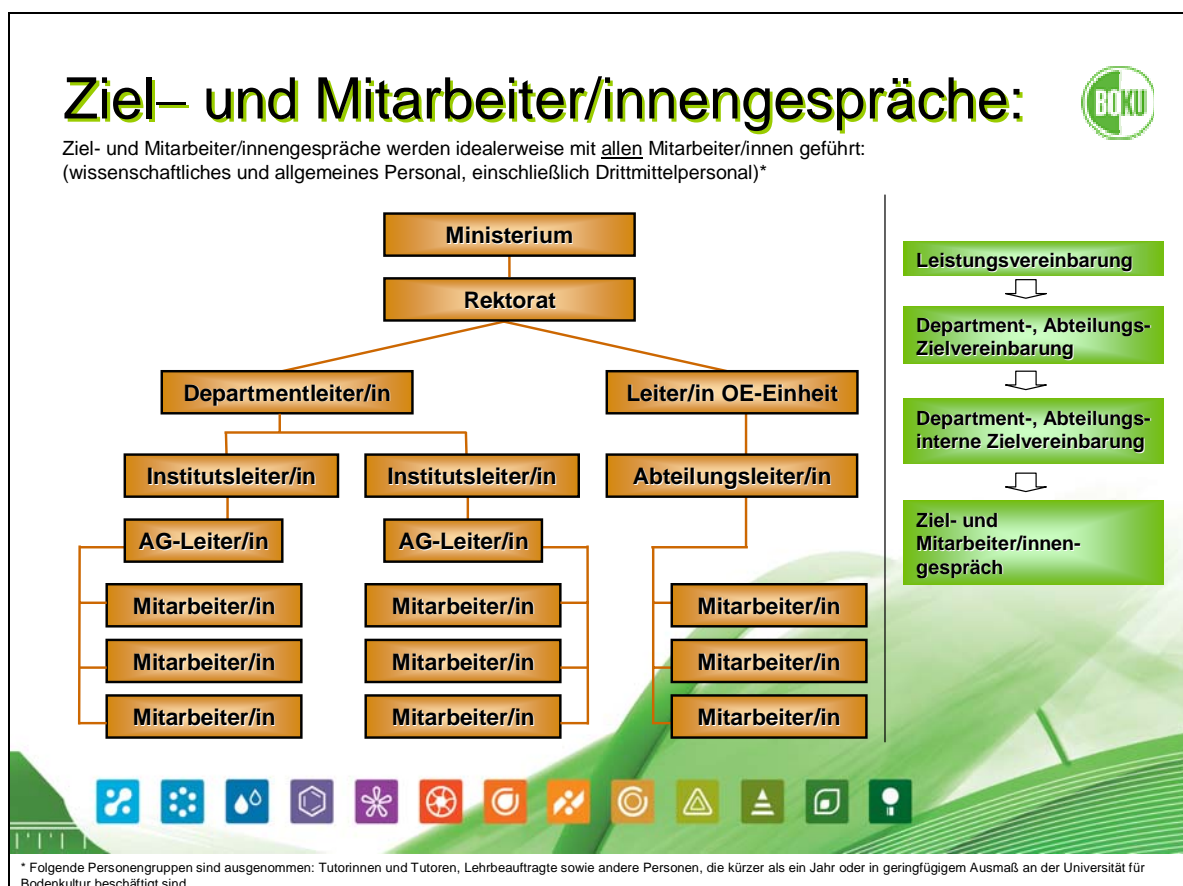 Ziel– und Mitarbeiter/innengespräche:
BOKU
Ziel- und Mitarbeiter/innengespräche werden idealerweise mit allen Mitarbeiter/innen geführt:
(wissenschaftliches und allgemeines Personal, einschließlich Drittmittelpersonal)*
Ministerium
Rektorat
Departmentleiter/in
Leiter/in OE-Einheit
Institutsleiter/in
Institutsleiter/in
Abteilungsleiter/in
AG-Leiter/in
AG-Leiter/in
Mitarbeiter/in
Mitarbeiter/in
Mitarbeiter/in
Mitarbeiter/in
Mitarbeiter/in
Mitarbeiter/in
Mitarbeiter/in
Mitarbeiter/in
Mitarbeiter/in
Leistungsvereinbarung
Department-, Abteilungs-
Zielvereinbarung
Department-, Abteilungs-
interne Zielvereinbarung
Ziel- und
Mitarbeiter/innen-
gespräch
* Folgende Personengruppen sind ausgenommen: Tutorinnen und Tutoren, Lehrbeauftragte sowie andere Personen, die kürzer als ein Jahr oder in geringfügigem Ausmaß an der Universität für
Bodenkultur beschäftigt sind